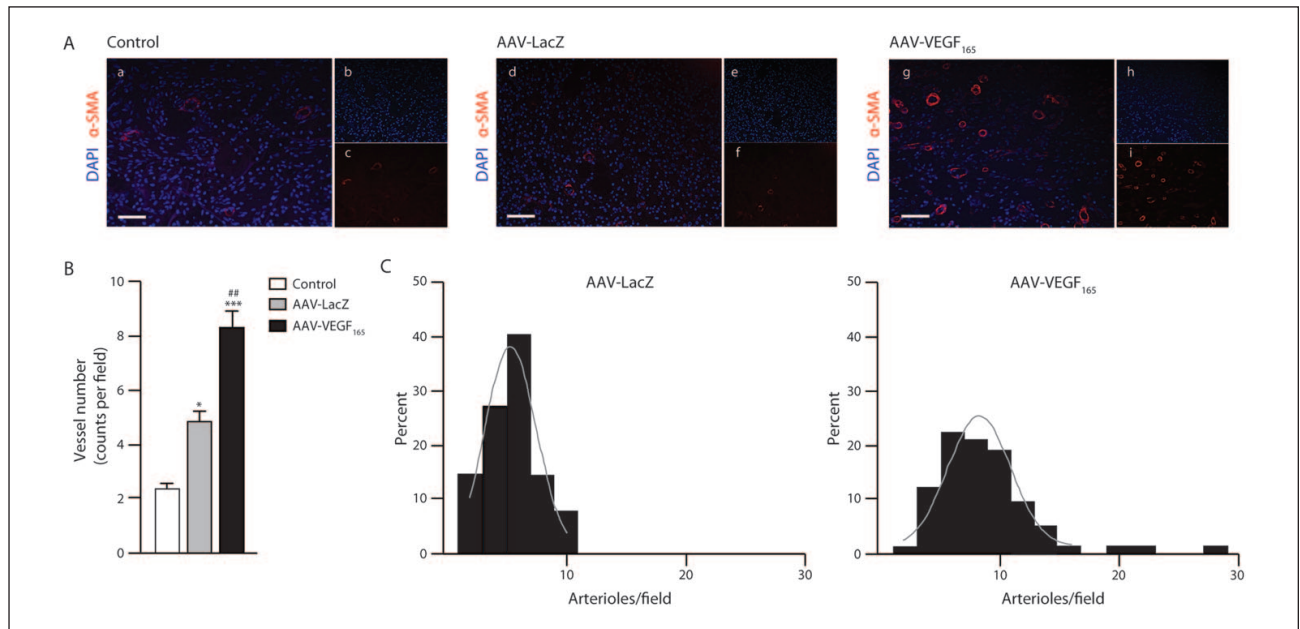 A
Control
AAV-LacZ
AAV-VEGF165
DAPI α-SMA
a
b
c
DAPI α-SMA
d
e
f
DAPI α-SMA
g
h
i
B
Vessel number
(counts per field)
10
8
6
4
2
0
*
##
***
Control
AAV-LacZ
AAV-VEGF165
C
AAV-LacZ
Percent
50
40
30
20
10
0
10
20
30
Arterioles/field
AAV-VEGF165
Percent
50
40
30
20
10
0
10
20
30
Arterioles/field